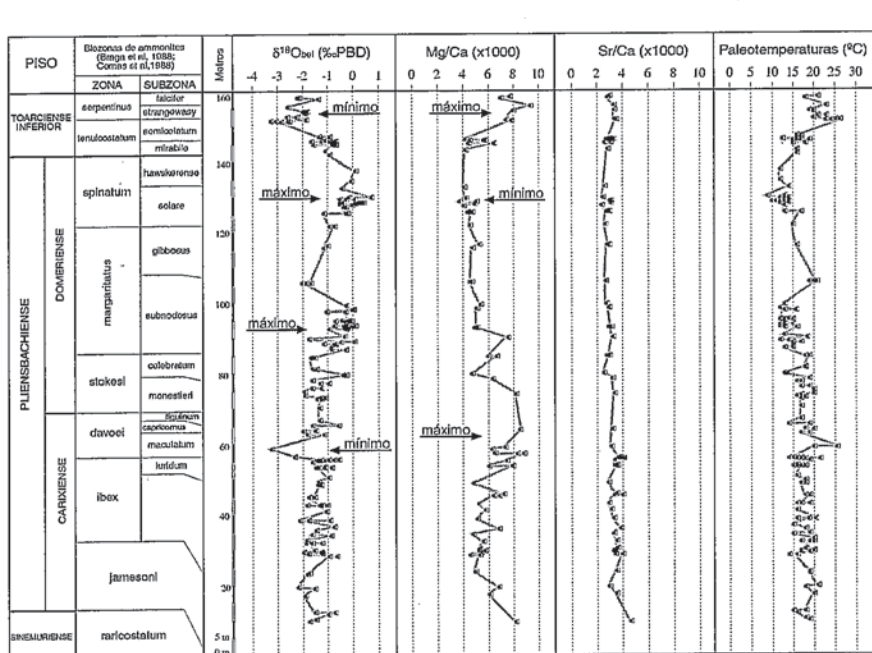 PISO
Biozonas de ammonites
(Braga et al, 1988;
Comas et al, 1988)
ZONA
SUBZONA
Metros
δ¹⁸Obel (‰PBD)
-4 -3 -2 -1 0 1
Mg/Ca (x1000)
0 2 4 6 8 10
Sr/Ca (x1000)
0 2 4 6 8 10
Paleotemperaturas (ºC)
0 5 10 15 20 25 30
TOARCIENSE
INFERIOR
serpentinus
falcifer
strangewasy
tenuicostatum
semicelatum
mirabile
PLIENSBACHIENSE
DOMERIENSE
spinatum
hawskerense
solare
margaritatus
gibbosus
subnodosus
stokesi
celebratum
monestieri
CARIXIENSE
davoei
figulinum
capricornus
maculatum
ibex
luridum
jamesoni
SINEMURIENSE
raricostatum
160
140
120
100
80
60
40
20
5 m
0 m
mínimo
máximo
máximo
mínimo
máximo
mínimo
máximo